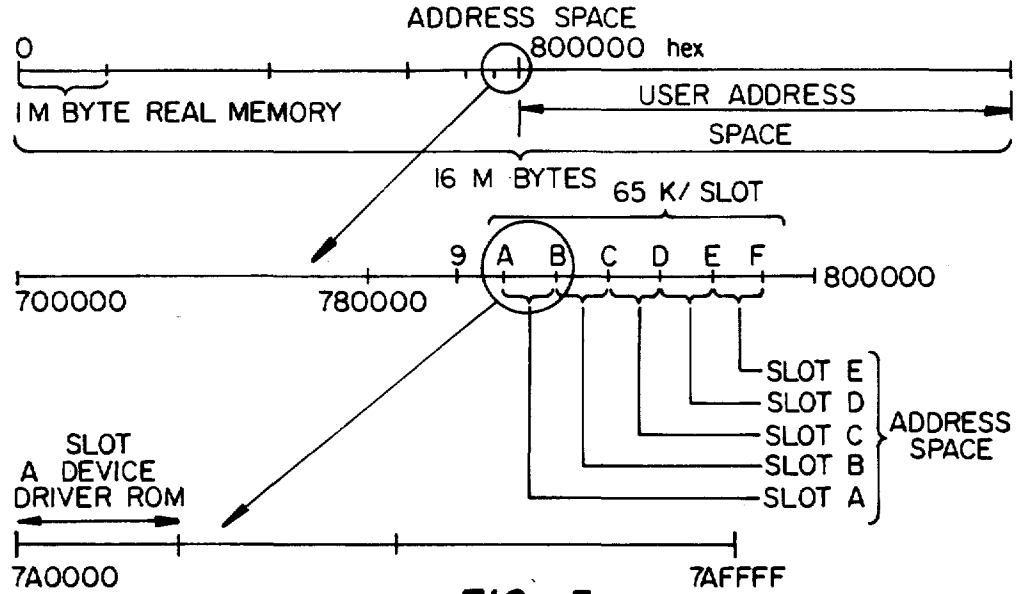 ADDRESS SPACE
0
800000 hex
1M BYTE REAL MEMORY
USER ADDRESS
SPACE
16 M BYTES
65 K/ SLOT
9 A B C D E F
700000
780000
800000
SLOT E
SLOT D
SLOT C
SLOT B
SLOT A
ADDRESS
SPACE
SLOT
A DEVICE
DRIVER ROM
7A0000
7AFFFF